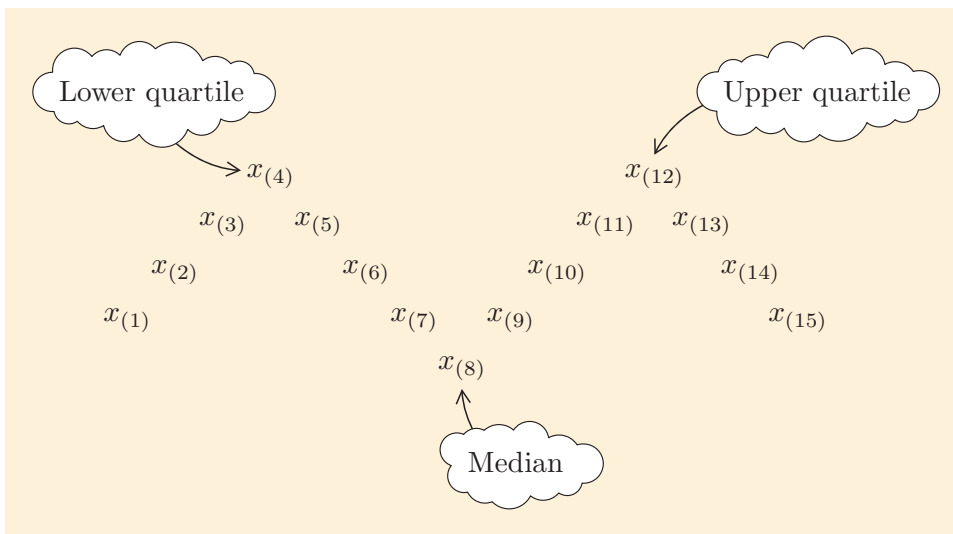 Lower quartile Upper quartile
x(4) x(12)
x(3) x(5) x(11) x(13)
x(2) x(6) x(10) x(14)
x(1) x(7) x(9) x(15)
x(8)
Median